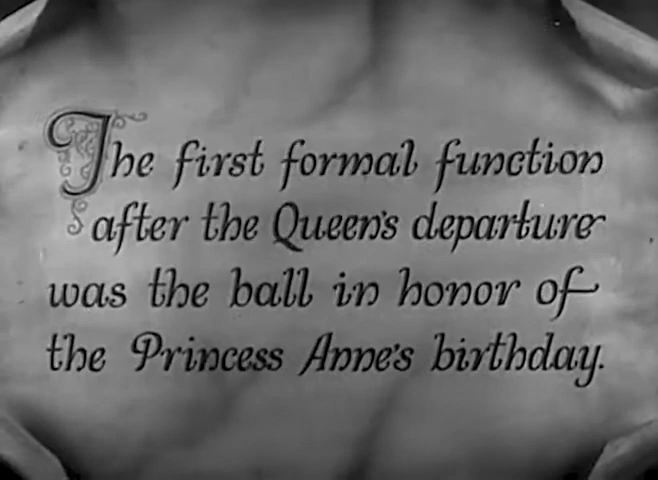 The first formal function
after the Queen's departure
was the ball in honor of
the Princess Anne's birthday.